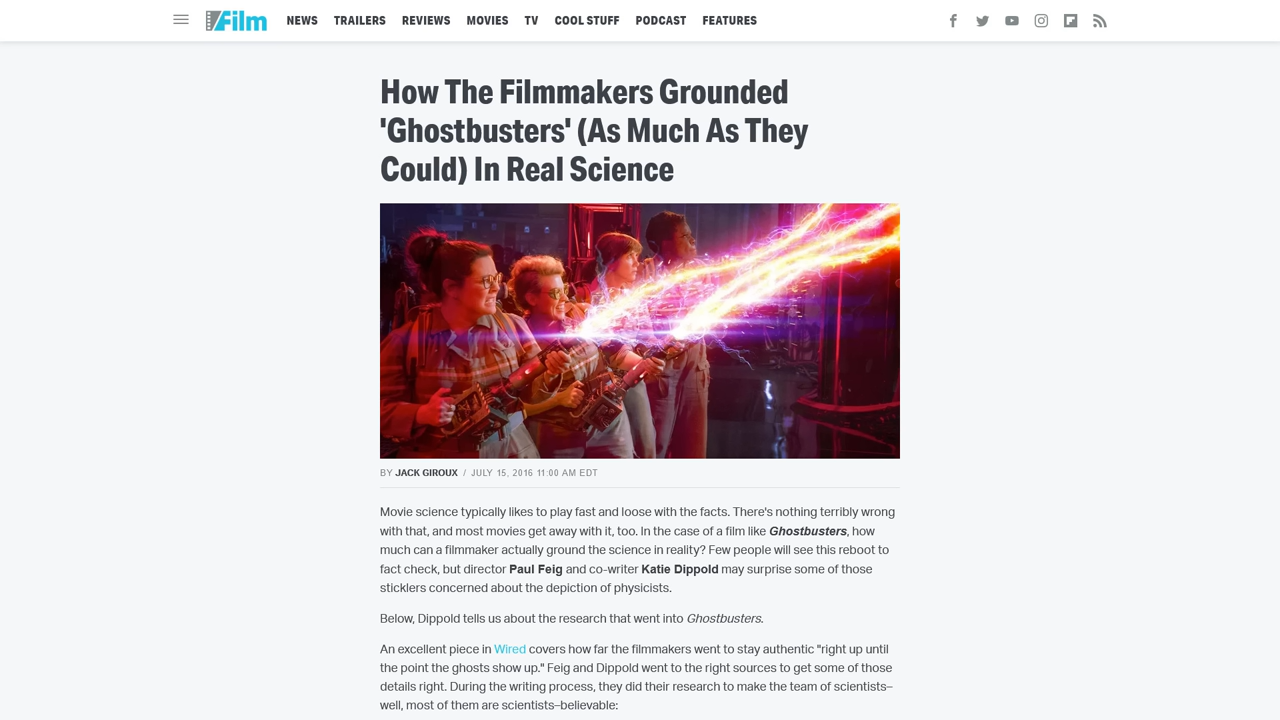 /Film
NEWS TRAILERS REVIEWS MOVIES TV COOL STUFF PODCAST FEATURES
How The Filmmakers Grounded
'Ghostbusters' (As Much As They
Could) In Real Science
BY JACK GIROUX / JULY 15, 2016 11:00 AM EDT
Movie science typically likes to play fast and loose with the facts. There's nothing terribly wrong
with that, and most movies get away with it, too. In the case of a film like Ghostbusters, how
much can a filmmaker actually ground the science in reality? Few people will see this reboot to
fact check, but director Paul Feig and co-writer Katie Dippold may surprise some of those
sticklers concerned about the depiction of physicists.
Below, Dippold tells us about the research that went into Ghostbusters.
An excellent piece in Wired covers how far the filmmakers went to stay authentic "right up until
the point the ghosts show up." Feig and Dippold went to the right sources to get some of those
details right. During the writing process, they did their research to make the team of scientists–
well, most of them are scientists–believable: